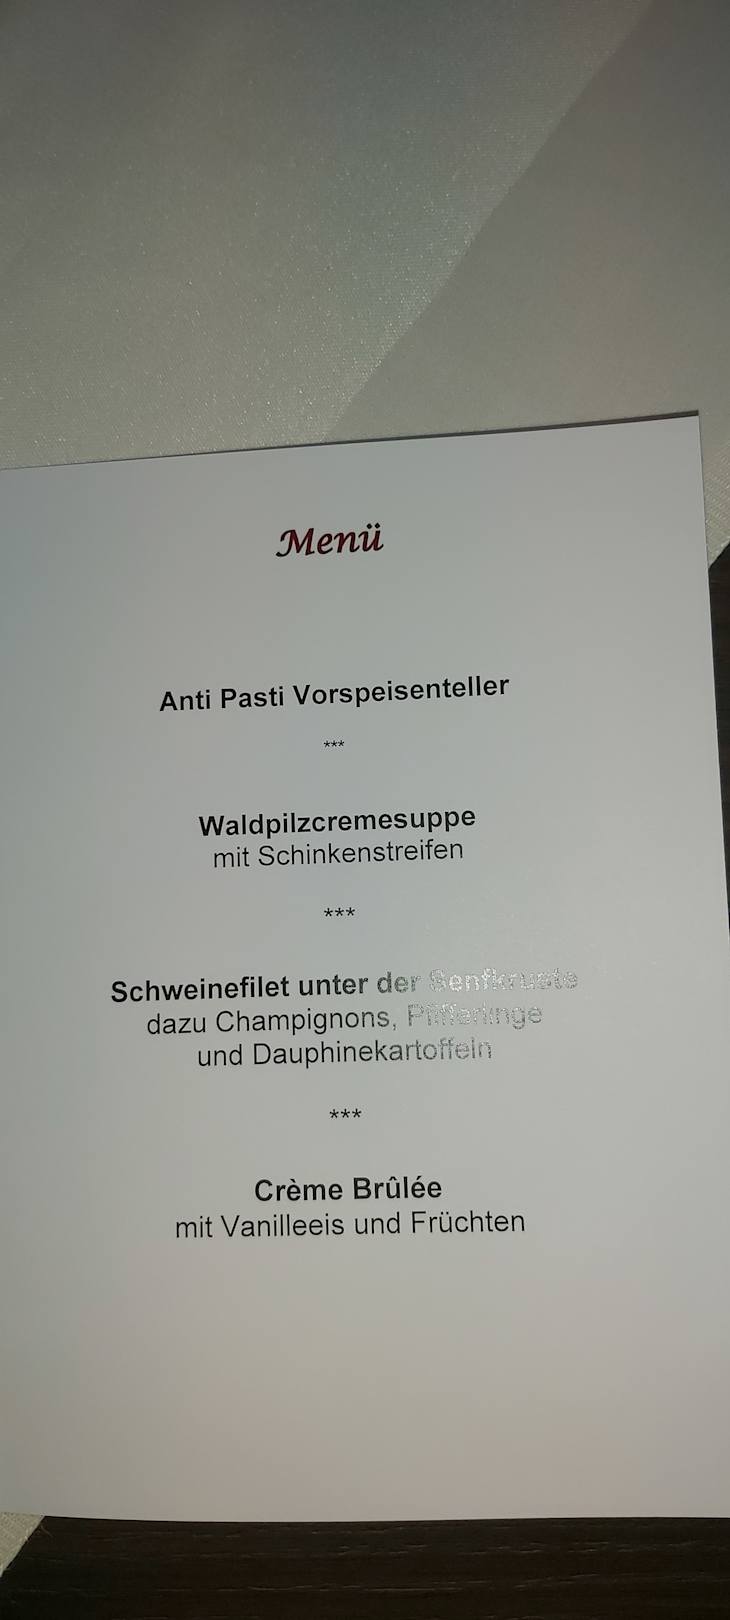 Menü
Anti Pasti Vorspeisenteller
***
Waldpilzcremesuppe
mit Schinkenstreifen
***
Schweinefilet unter der Senfkruste
dazu Champignons, Pfifferlinge
und Dauphinekartoffeln
***
Crème Brûlée
mit Vanilleeis und Früchten